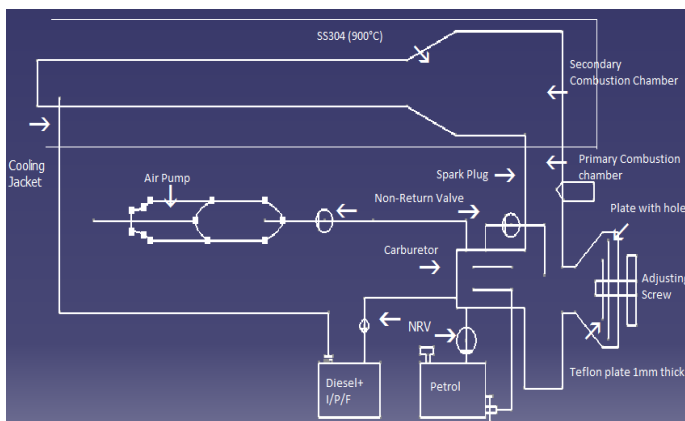 SS304 (900°C)
Secondary
Combustion Chamber
Cooling
Jacket
Air Pump
Spark Plug
Primary Combustion
chamber
Non-Return Valve
Plate with hole
Carburetor
Adjusting
Screw
NRV
Diesel+
I/P/F
Petrol
Teflon plate 1mm thick